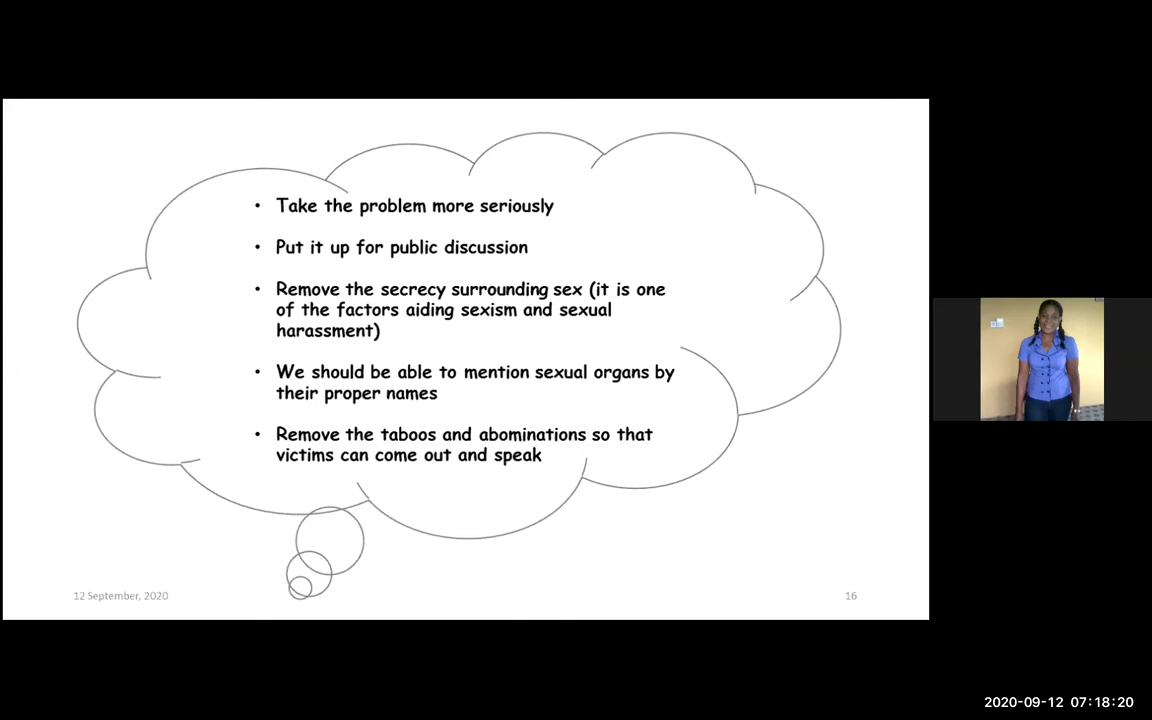 • Take the problem more seriously
• Put it up for public discussion
• Remove the secrecy surrounding sex (it is one
of the factors aiding sexism and sexual
harassment)
• We should be able to mention sexual organs by
their proper names
• Remove the taboos and abominations so that
victims can come out and speak
12 September, 2020
16
2020-09-12 07:18:20